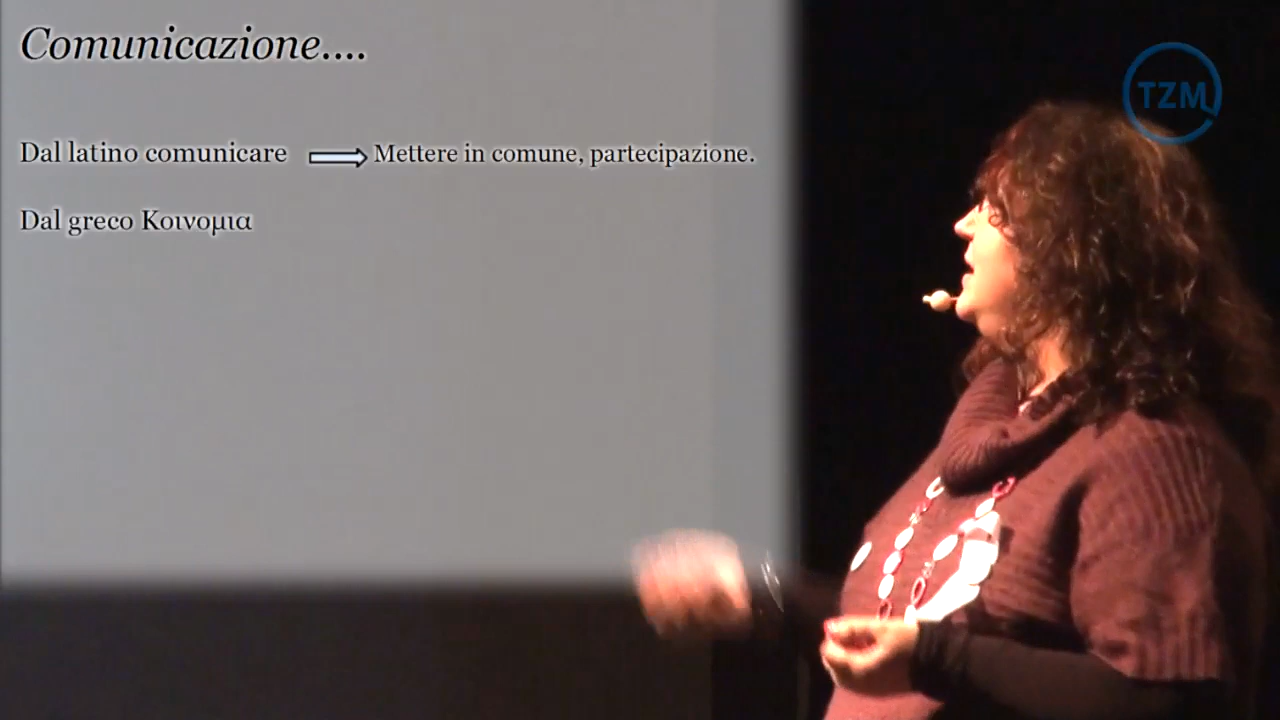 Comunicazione....
TZM
Dal latino comunicare Mettere in comune, partecipazione.
Dal greco Κοινομια